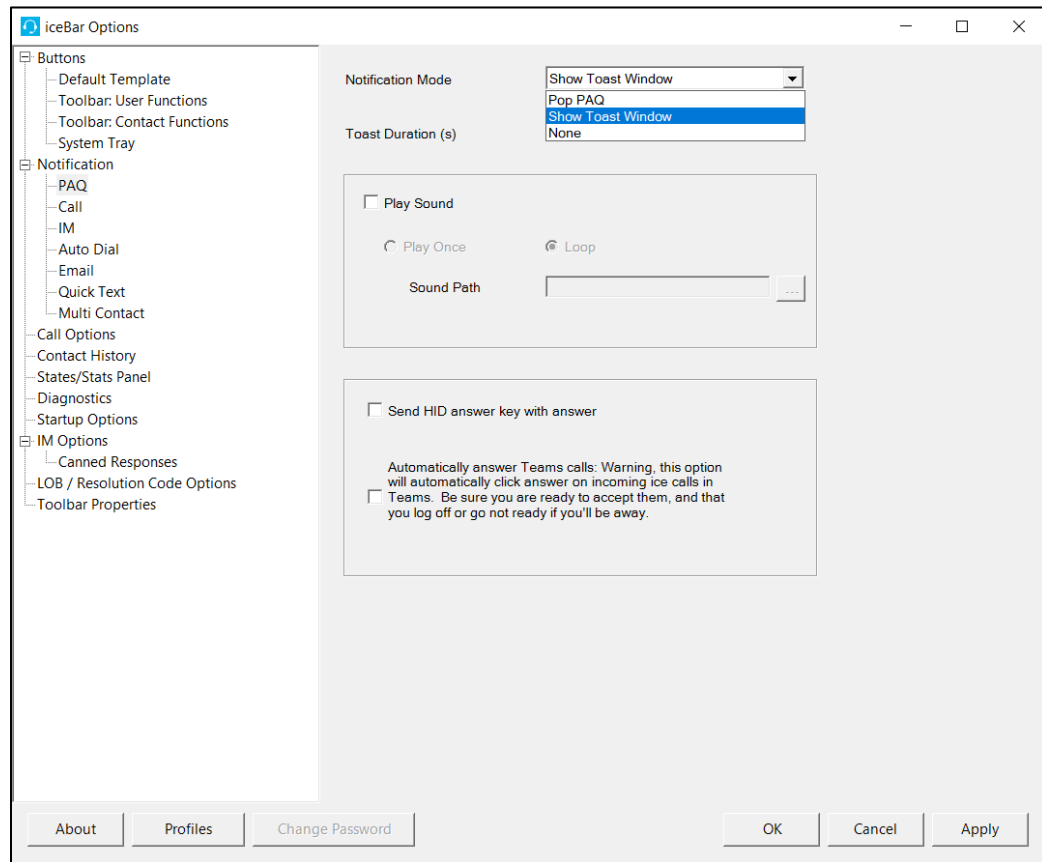 iceBar Options
Buttons
Default Template
Toolbar: User Functions
Toolbar: Contact Functions
System Tray
Notification
PAQ
Call
IM
Auto Dial
Email
Quick Text
Multi Contact
Call Options
Contact History
States/Stats Panel
Diagnostics
Startup Options
IM Options
Canned Responses
LOB / Resolution Code Options
Toolbar Properties
Notification Mode
Show Toast Window
Pop PAQ
Show Toast Window
None
Toast Duration (s)
Play Sound
Play Once
Loop
Sound Path
...
Send HID answer key with answer
Automatically answer Teams calls: Warning, this option
will automatically click answer on incoming ice calls in
Teams. Be sure you are ready to accept them, and that
you log off or go not ready if you'll be away.
About
Profiles
Change Password
OK
Cancel
Apply